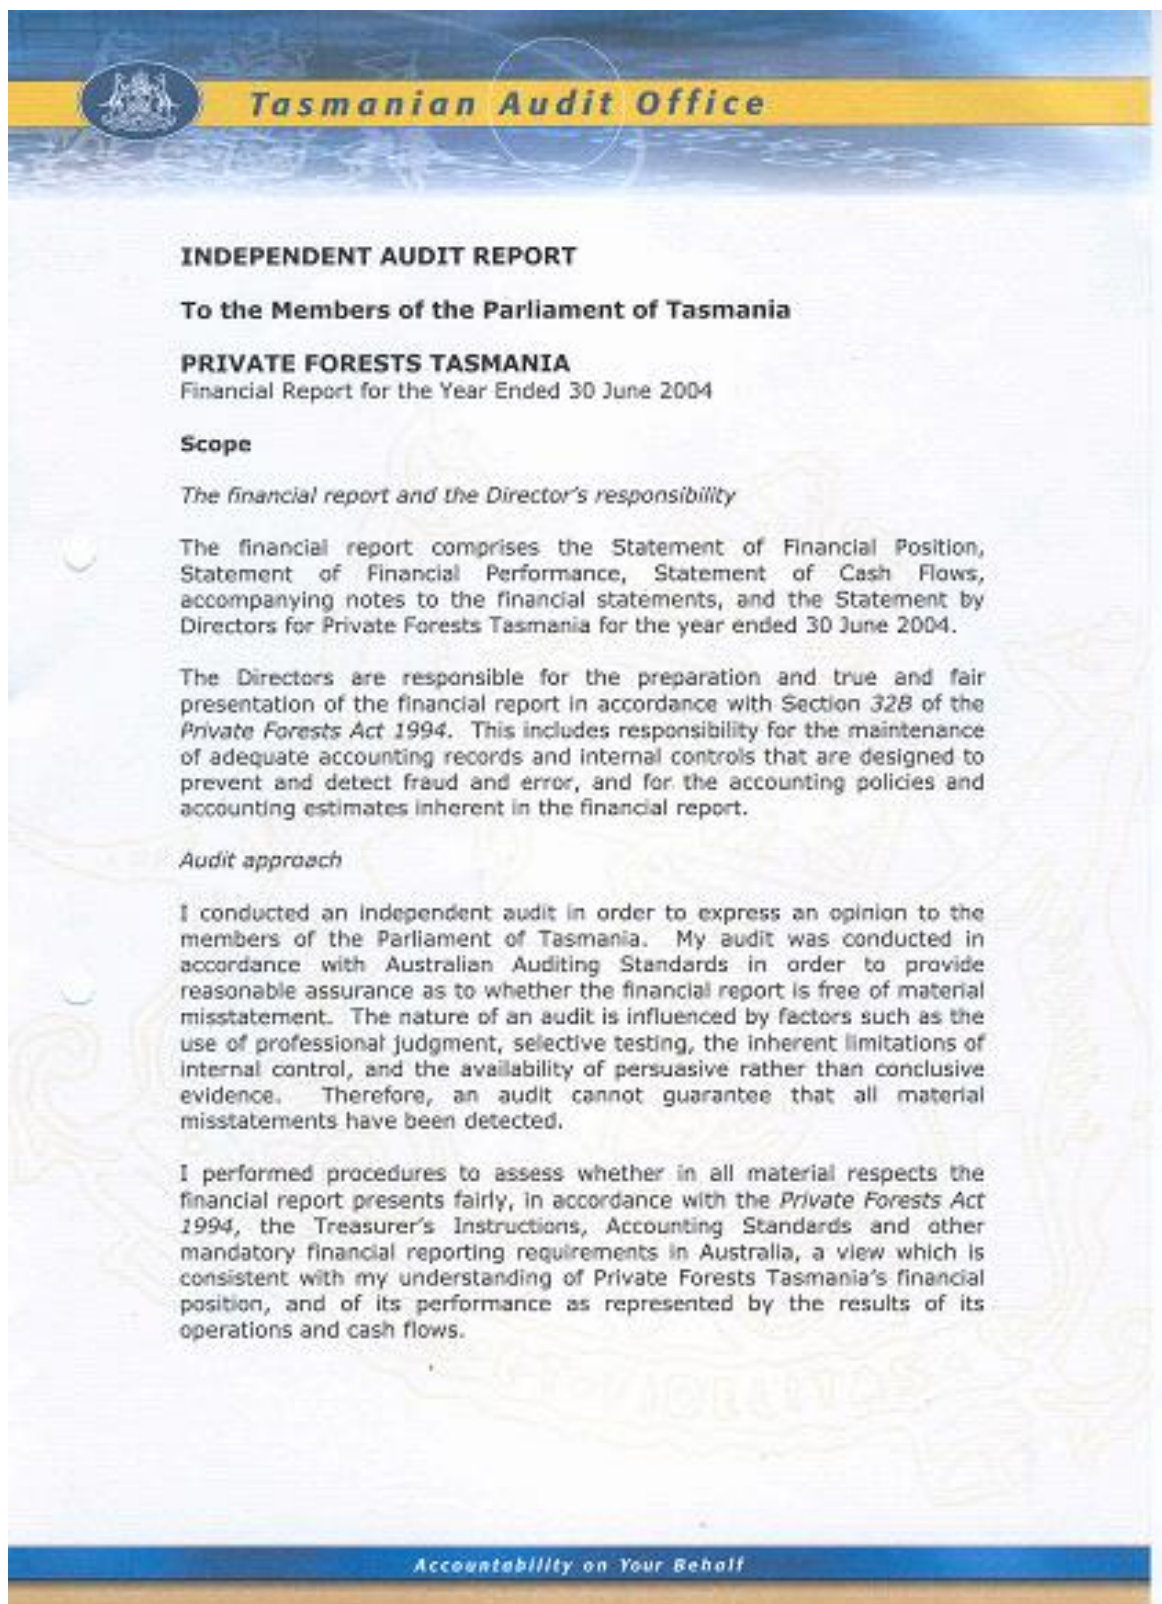 Tasmanian Audit Office
INDEPENDENT AUDIT REPORT
To the Members of the Parliament of Tasmania
PRIVATE FORESTS TASMANIA
Financial Report for the Year Ended 30 June 2004
Scope
The financial report and the Director's responsibility
The financial report comprises the Statement of Financial Position,
Statement of Financial Performance, Statement of Cash Flows,
accompanying notes to the financial statements, and the Statement by
Directors for Private Forests Tasmania for the year ended 30 June 2004.
The Directors are responsible for the preparation and true and fair
presentation of the financial report in accordance with Section 32B of the
Private Forests Act 1994. This includes responsibility for the maintenance
of adequate accounting records and internal controls that are designed to
prevent and detect fraud and error, and for the accounting policies and
accounting estimates inherent in the financial report.
Audit approach
I conducted an independent audit in order to express an opinion to the
members of the Parliament of Tasmania. My audit was conducted in
accordance with Australian Auditing Standards in order to provide
reasonable assurance as to whether the financial report is free of material
misstatement. The nature of an audit is influenced by factors such as the
use of professional judgment, selective testing, the inherent limitations of
internal control, and the availability of persuasive rather than conclusive
evidence. Therefore, an audit cannot guarantee that all material
misstatements have been detected.
I performed procedures to assess whether in all material respects the
financial report presents fairly, in accordance with the Private Forests Act
1994, the Treasurer's Instructions, Accounting Standards and other
mandatory financial reporting requirements in Australia, a view which is
consistent with my understanding of Private Forests Tasmania's financial
position, and of its performance as represented by the results of its
operations and cash flows.
Accountability on Your Behalf